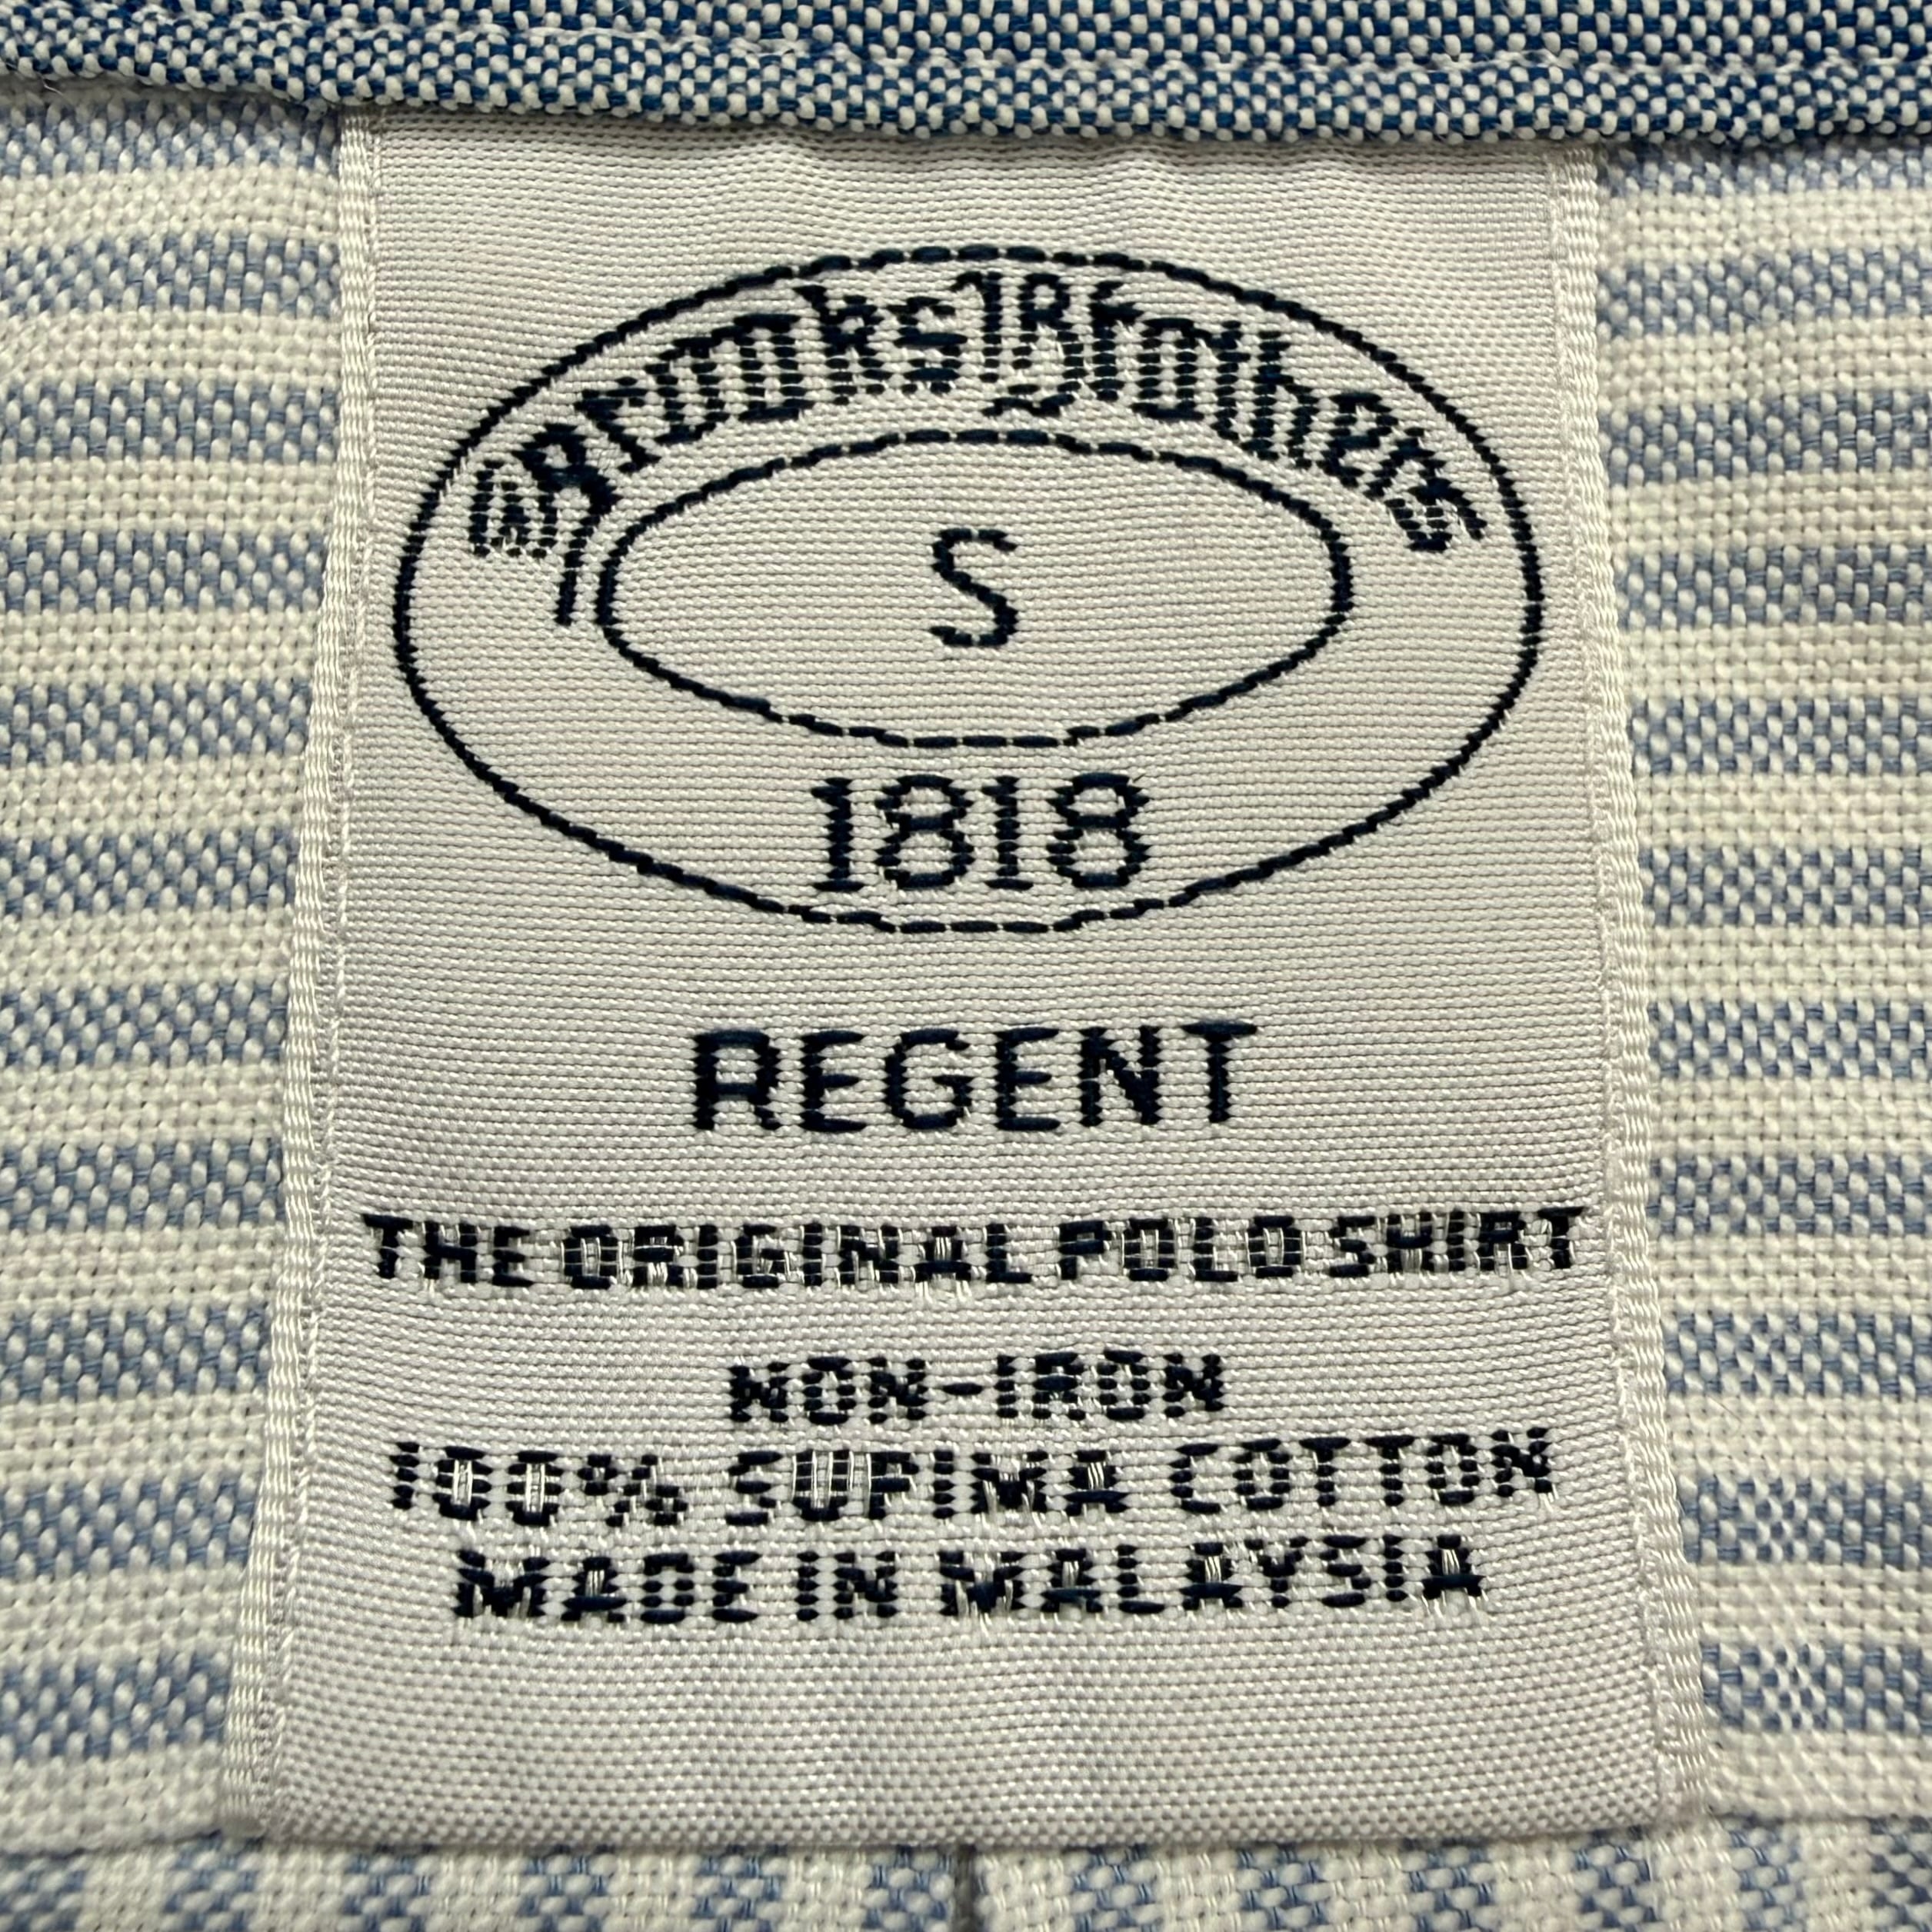 ® Brooks Brothers
S
1818
REGENT
THE ORIGINAL POLO SHIRT
NON-IRON
100% SUPIMA COTTON
MADE IN MALAYSIA